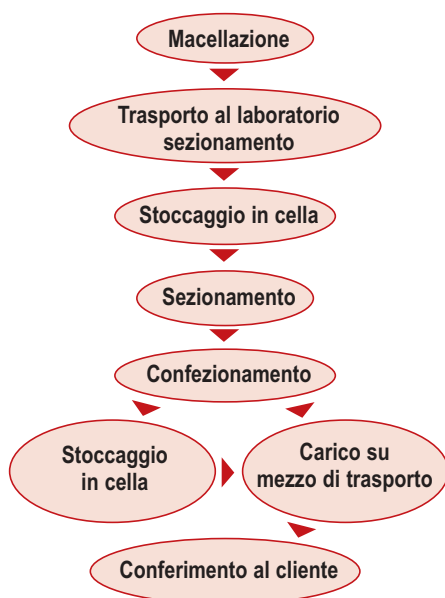 Macellazione
Trasporto al laboratorio
sezionamento
Stoccaggio in cella
Sezionamento
Confezionamento
Stoccaggio
in cella
Carico su
mezzo di trasporto
Conferimento al cliente